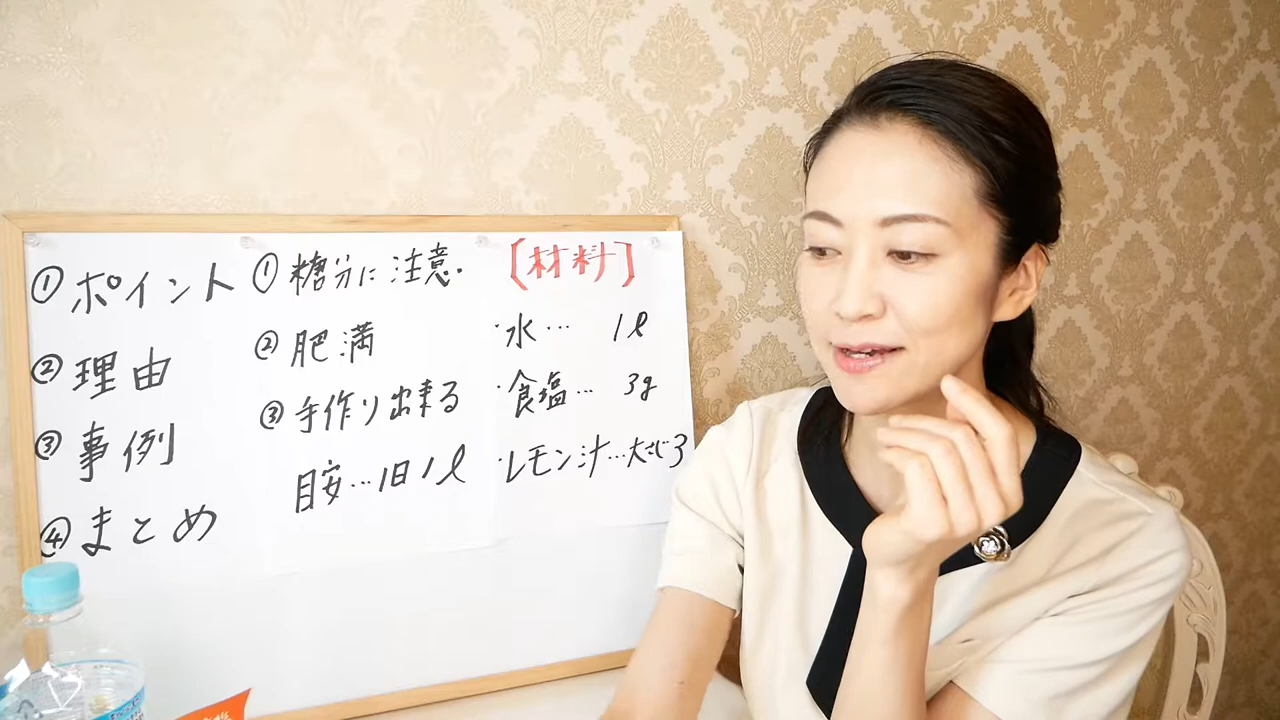 ① ポイント
② 理由
③ 事例
④ まとめ
① 糖分に注意.
② 肥満
③ 手作り出来る
目安…1日1ℓ
[材料]
・水… 1ℓ
・食塩… 3g
・レモン汁…大さじ3